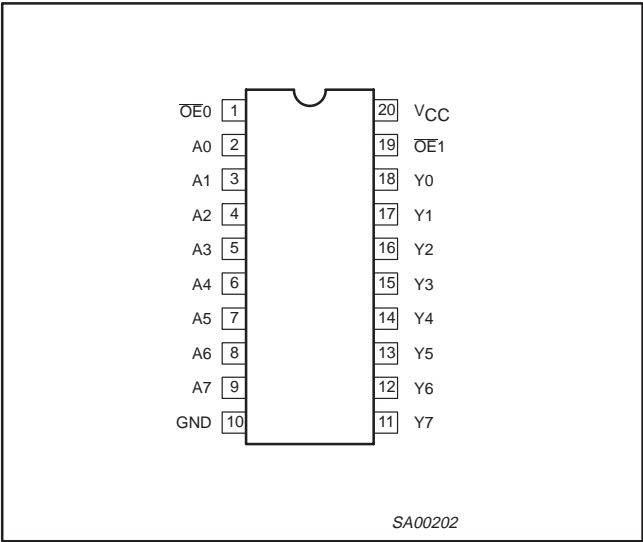 O̅E̅0 1 20 VCC
A0 2 19 O̅E̅1
A1 3 18 Y0
A2 4 17 Y1
A3 5 16 Y2
A4 6 15 Y3
A5 7 14 Y4
A6 8 13 Y5
A7 9 12 Y6
GND 10 11 Y7
SA00202